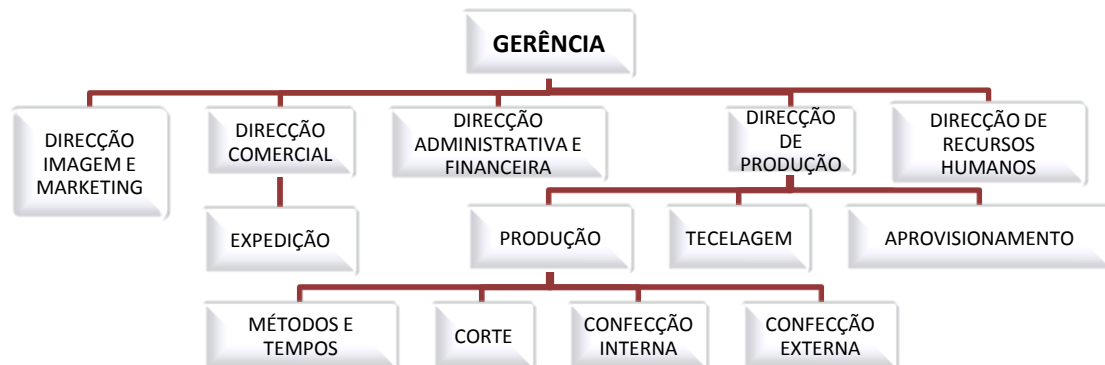 GERÊNCIA
DIRECÇÃO
IMAGEM E
MARKETING
DIRECÇÃO
COMERCIAL
DIRECÇÃO
ADMINISTRATIVA E
FINANCEIRA
DIRECÇÃO
DE
PRODUÇÃO
DIRECÇÃO DE
RECURSOS
HUMANOS
EXPEDIÇÃO
PRODUÇÃO
TECELAGEM
APROVISIONAMENTO
MÉTODOS E
TEMPOS
CORTE
CONFECÇÃO
INTERNA
CONFECÇÃO
EXTERNA